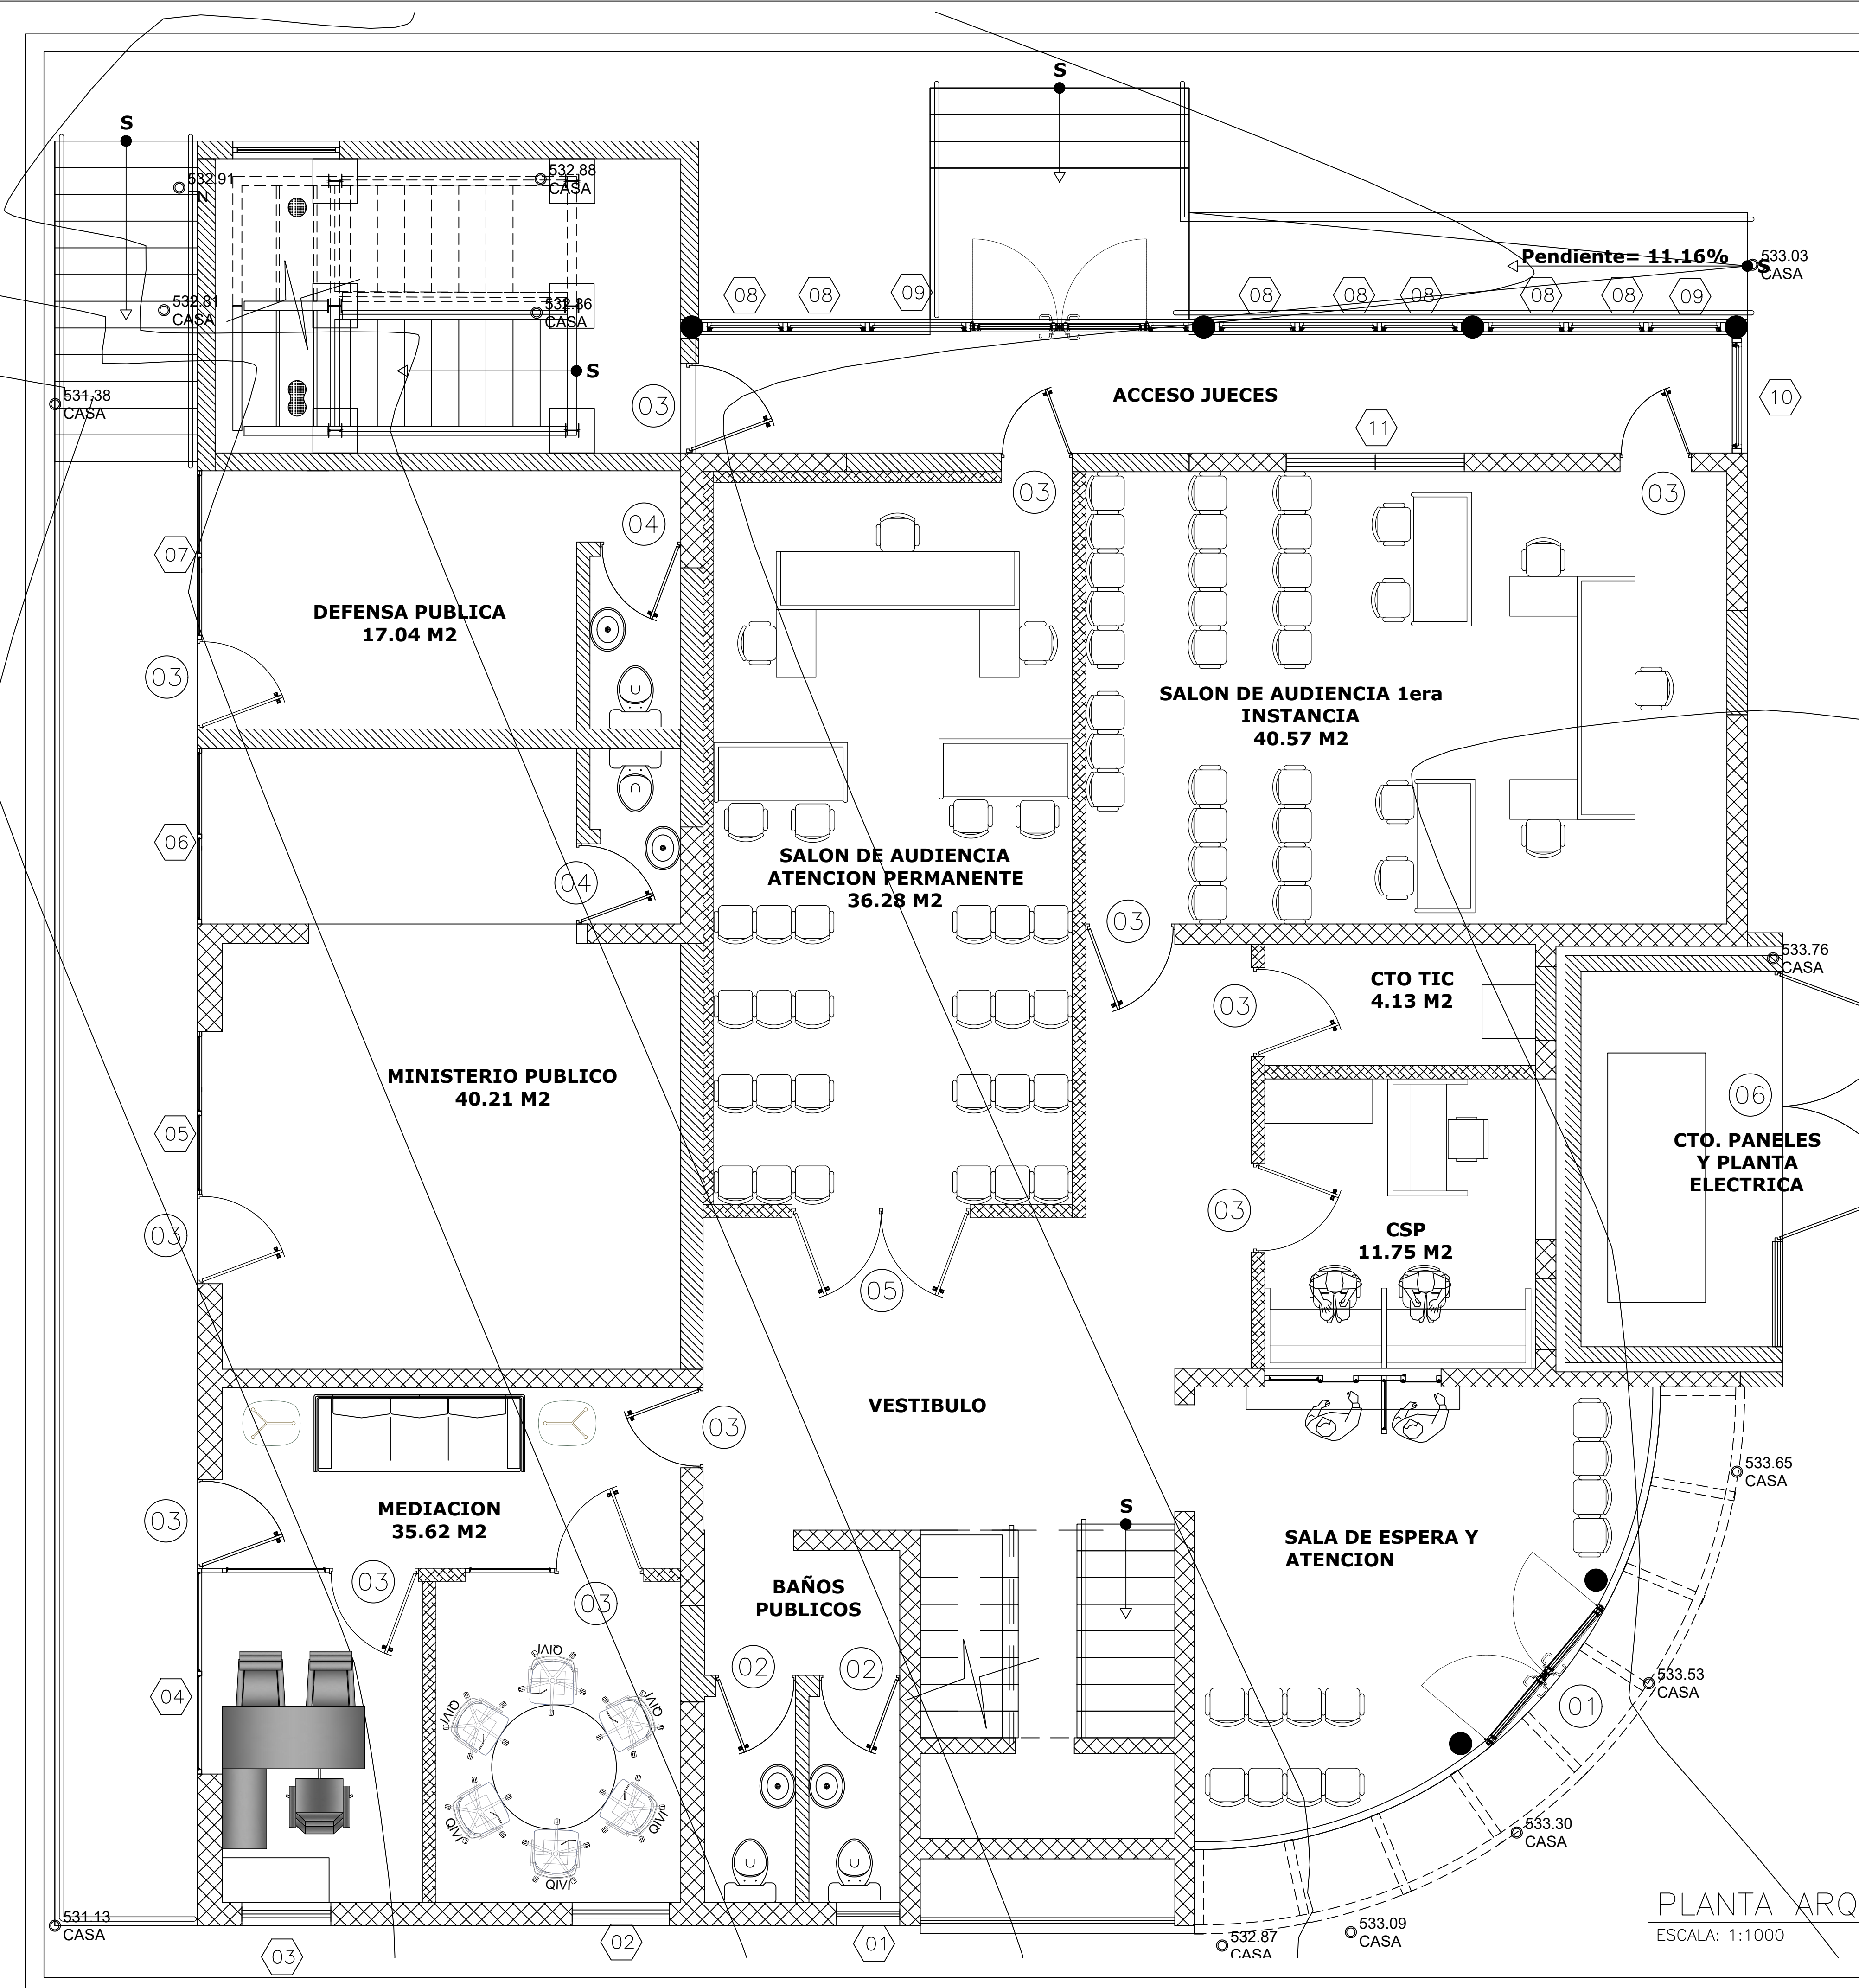 S
S
532.91
TN
532.88
CASA
Pendiente= 11.16%
S
533.03
CASA
08
08
09
08
08
08
08
08
09
532.81
CASA
532.86
CASA
S
531.38
CASA
03
ACCESO JUECES
10
11
03
03
04
07
DEFENSA PUBLICA
17.04 M2
03
SALON DE AUDIENCIA 1era
INSTANCIA
40.57 M2
06
04
SALON DE AUDIENCIA
ATENCION PERMANENTE
36.28 M2
03
533.76
CASA
CTO TIC
4.13 M2
03
MINISTERIO PUBLICO
40.21 M2
05
06
CTO. PANELES
Y PLANTA
ELECTRICA
03
03
CSP
11.75 M2
05
VESTIBULO
03
533.65
CASA
03
MEDIACION
35.62 M2
S
SALA DE ESPERA Y
ATENCION
03
03
BAÑOS
PUBLICOS
02
02
04
QIVI
QIVI
QIVI
QIVI
QIVI
QIVI
533.53
CASA
01
533.30
CASA
531.13
CASA
03
02
01
532.87
CASA
533.09
CASA
PLANTA ARQ
ESCALA: 1:1000